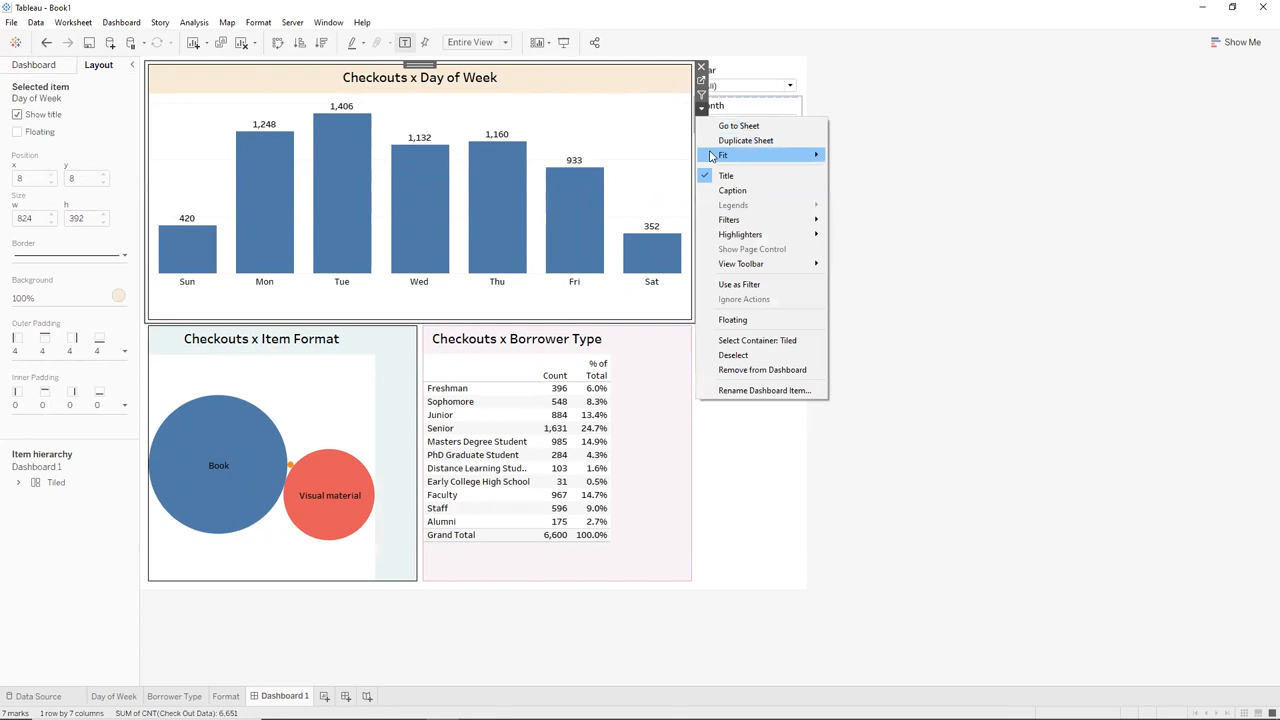 Tableau - Book1
File Data Worksheet Dashboard Story Analysis Map Format Server Window Help
Entire View
Show Me
Dashboard Layout
Selected item
Day of Week
Show title
Floating
Position
x y
8 8
Size
w h
824 392
Border
Background
100%
Outer Padding
4 4 4 4
Inner Padding
0 0 0 0
Item hierarchy
Dashboard 1
Tiled
Checkouts x Day of Week
420 1,248 1,406 1,132 1,160 933 352
Sun Mon Tue Wed Thu Fri Sat
Go to Sheet
Duplicate Sheet
Fit
Title
Caption
Legends
Filters
Highlighters
Show Page Control
View Toolbar
Use as Filter
Ignore Actions
Floating
Select Container: Tiled
Deselect
Remove from Dashboard
Rename Dashboard Item...
Checkouts x Item Format
Book
Visual material
Checkouts x Borrower Type
% of
Count Total
Freshman 396 6.0%
Sophomore 548 8.3%
Junior 884 13.4%
Senior 1,631 24.7%
Masters Degree Student 985 14.9%
PhD Graduate Student 284 4.3%
Distance Learning Stud.. 103 1.6%
Early College High School 31 0.5%
Faculty 967 14.7%
Staff 596 9.0%
Alumni 175 2.7%
Grand Total 6,600 100.0%
Data Source Day of Week Borrower Type Format Dashboard 1
7 marks 1 row by 7 columns SUM of CNT(Check Out Data): 6,651